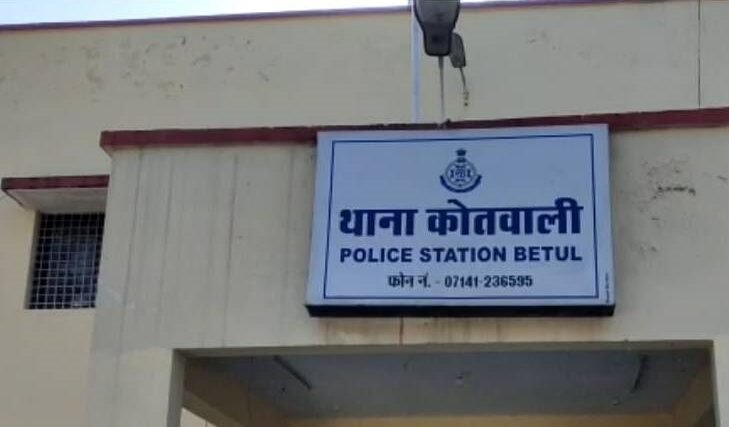 थाना कोतवाली
POLICE STATION BETUL
फोन नं. - 07141-236595